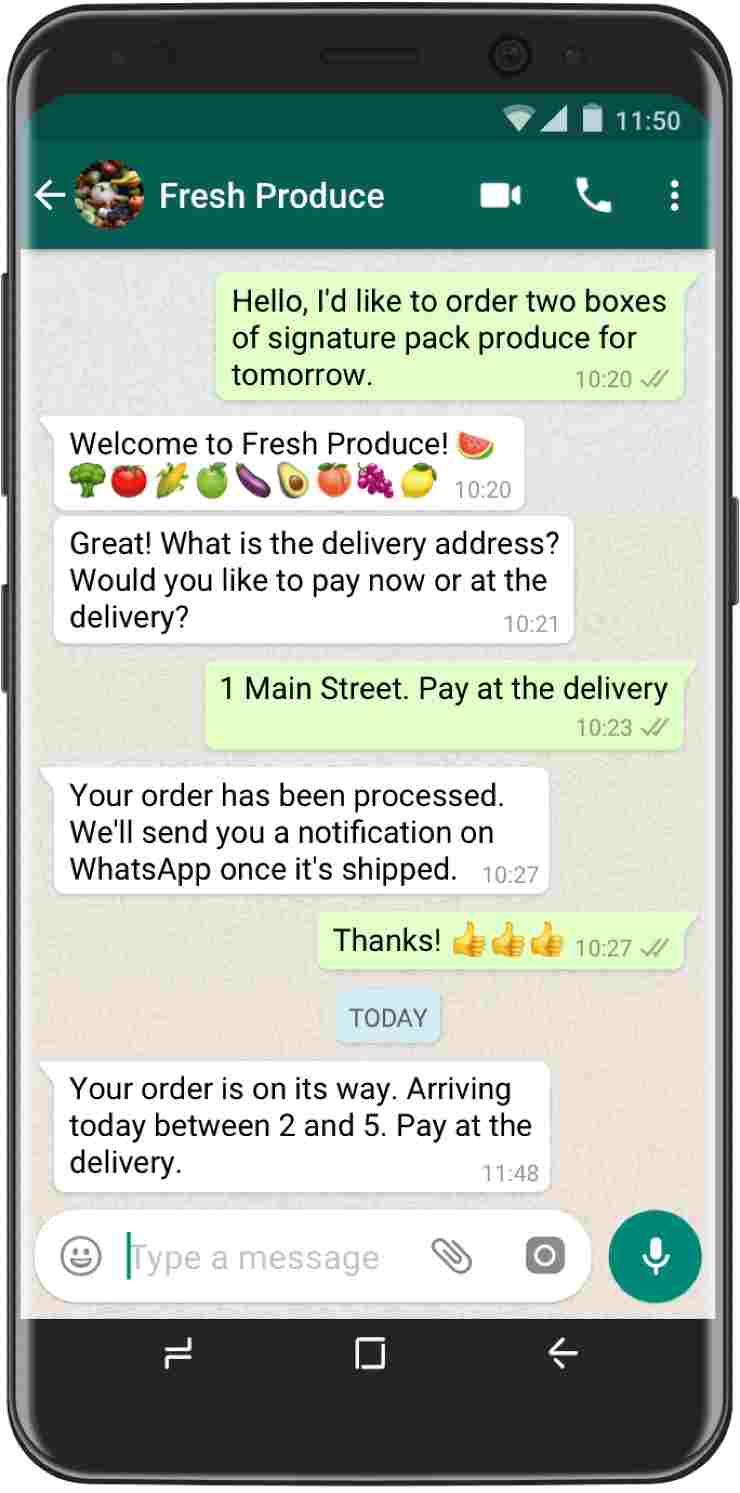 11:50
Fresh Produce
Hello, I'd like to order two boxes
of signature pack produce for
tomorrow. 10:20
Welcome to Fresh Produce! 🍉
🥦🍅🌽🍏🍆🥑🍑🍇🍋 10:20
Great! What is the delivery address?
Would you like to pay now or at the
delivery? 10:21
1 Main Street. Pay at the delivery
10:23
Your order has been processed.
We'll send you a notification on
WhatsApp once it's shipped. 10:27
Thanks! 👍👍👍 10:27
TODAY
Your order is on its way. Arriving
today between 2 and 5. Pay at the
delivery. 11:48
Type a message